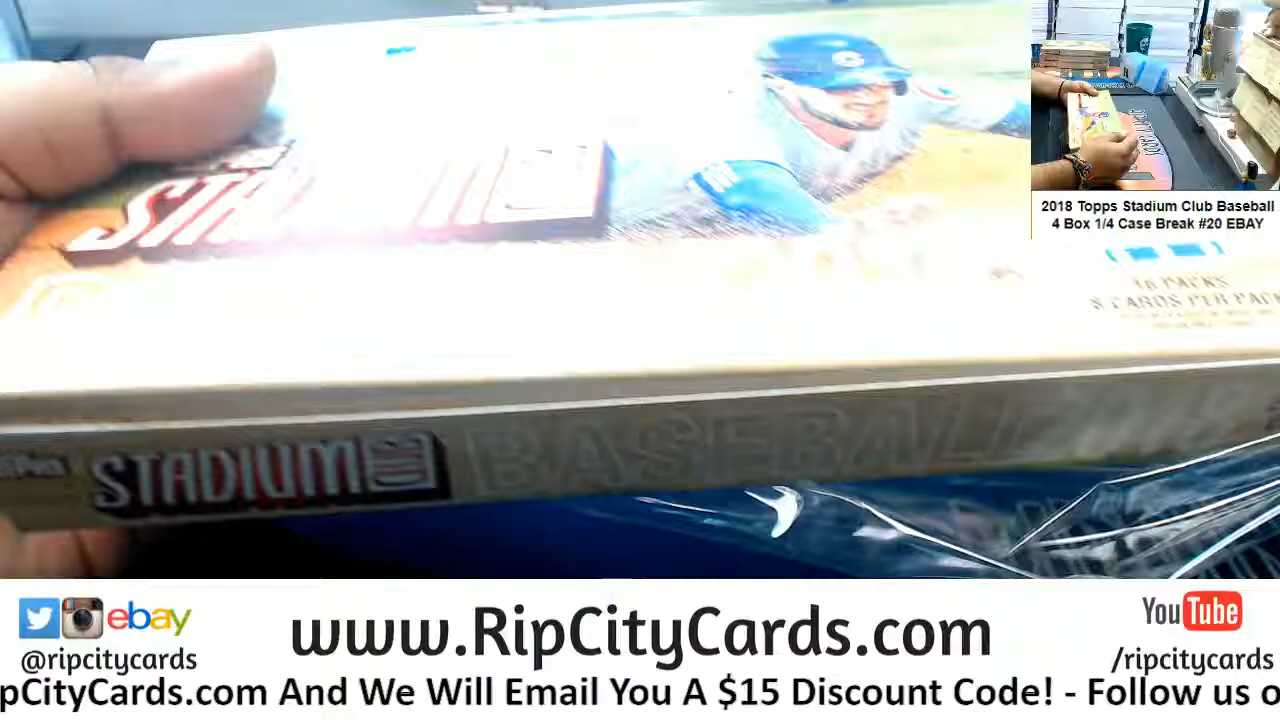 2018 Topps Stadium Club Baseball
4 Box 1/4 Case Break #20 EBAY
16 PACKS
8 CARDS PER PACK
STADIUM CLUB BASEBALL
ebay
www.RipCityCards.com
YouTube
@ripcitycards
/ripcitycards
pCityCards.com And We Will Email You A $15 Discount Code! - Follow us o